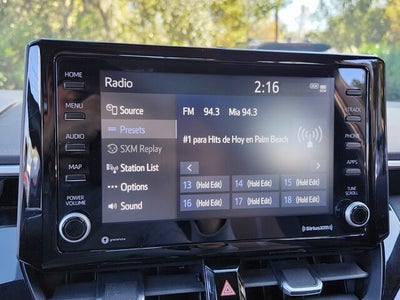 Radio 2:16
HOME
MENU
AUDIO
MAP
POWER
VOLUME
Source
Presets
SXM Replay
Station List
Options
Sound
FM 94.3 Mia 94.3
#1 para Hits de Hoy en Palm Beach
13 (Hold Edit) 14 (Hold Edit) 15 (Hold Edit)
16 (Hold Edit) 17 (Hold Edit) 18 (Hold Edit)
TRACK
PHONE
APPS
TUNE
SCROLL
SiriusXM